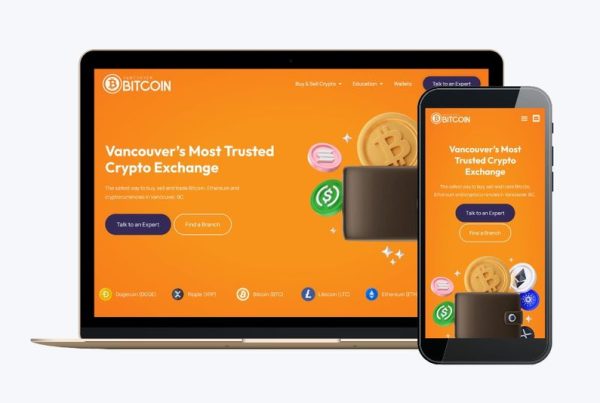 VANCOUVER
BITCOIN
Buy & Sell Crypto
Education
Wallets
Talk to an Expert
Vancouver's Most Trusted
Crypto Exchange
The safest way to buy, sell and trade Bitcoin, Ethereum and
cryptocurrencies in Vancouver, BC.
Talk to an Expert
Find a Branch
Dogecoin (DOGE)
Ripple (XRP)
Bitcoin (BTC)
Litecoin (LTC)
Ethereum (ETH
BITCOIN
Vancouver's Most
Trusted Crypto
Exchange
The safest way to buy, sell and trade Bitcoin,
Ethereum and cryptocurrencies in Vancouver, BC.
Talk to an Expert
Find a Branch